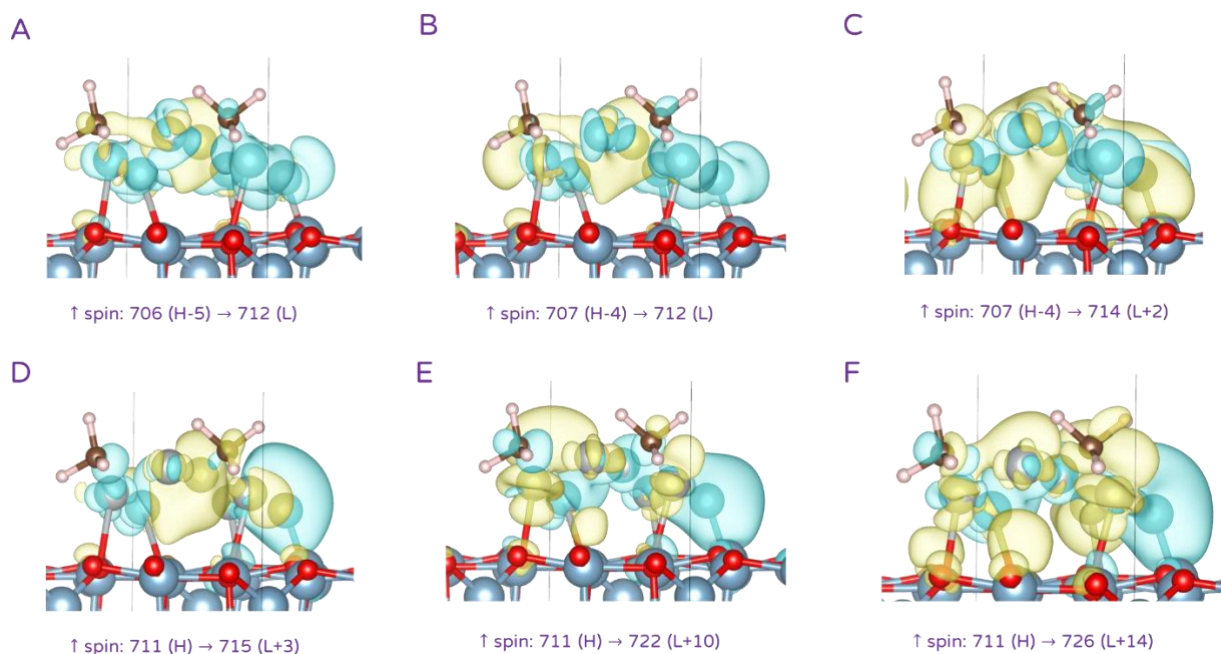 A
B
C
↑ spin: 706 (H-5) → 712 (L)
↑ spin: 707 (H-4) → 712 (L)
↑ spin: 707 (H-4) → 714 (L+2)
D
E
F
↑ spin: 711 (H) → 715 (L+3)
↑ spin: 711 (H) → 722 (L+10)
↑ spin: 711 (H) → 726 (L+14)